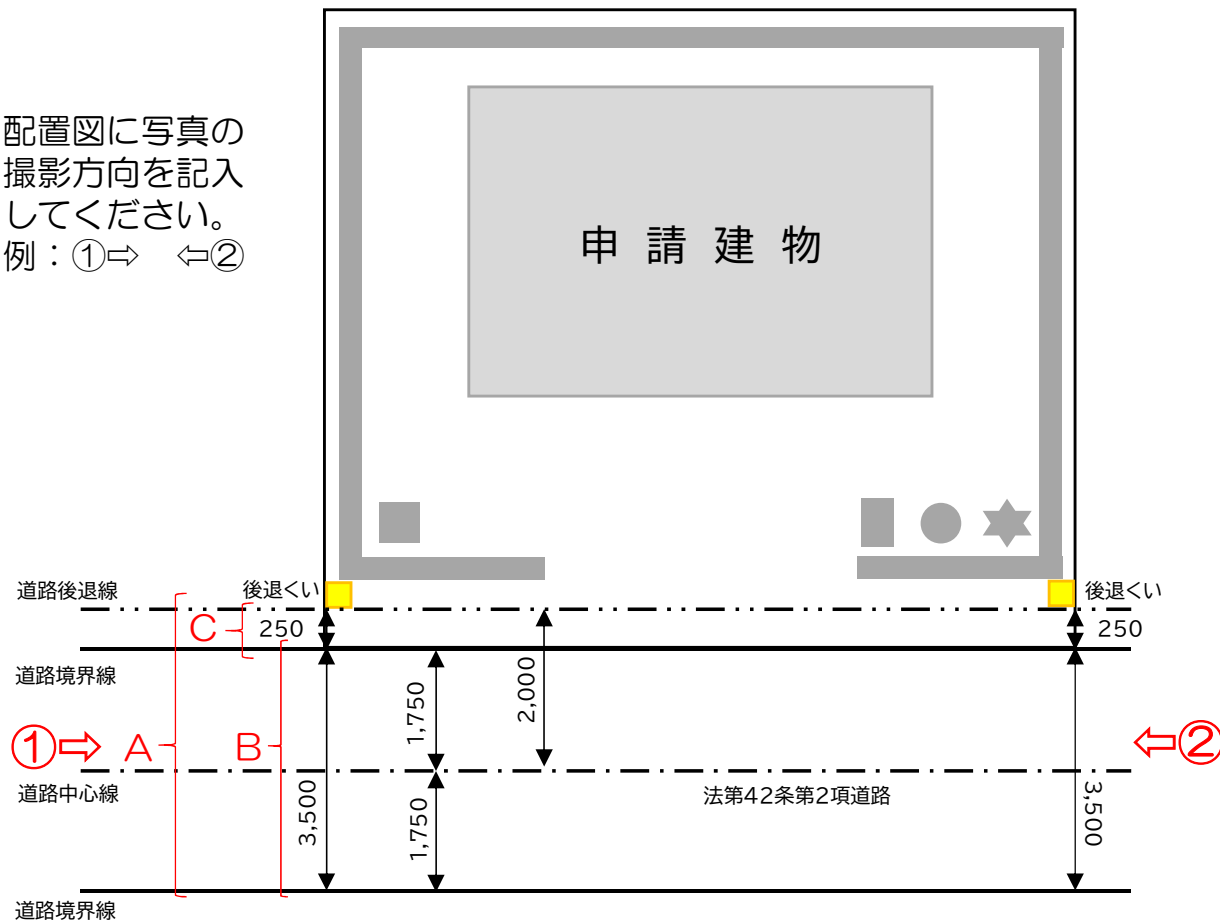 配置図に写真の
撮影方向を記入
してください。
例：①⇨　⇦②
申 請 建 物
道路後退線
後退くい
後退くい
C
250
250
道路境界線
2,000
1,750
①⇨
A
B
⇦②
道路中心線
法第42条第2項道路
3,500
1,750
3,500
道路境界線